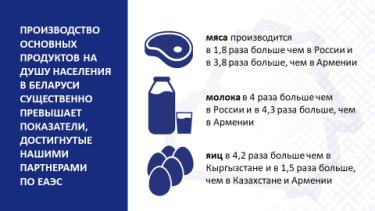 ПРОИЗВОДСТВО
ОСНОВНЫХ
ПРОДУКТОВ НА
ДУШУ НАСЕЛЕНИЯ
В БЕЛАРУСИ
СУЩЕСТВЕННО
ПРЕВЫШАЕТ
ПОКАЗАТЕЛИ,
ДОСТИГНУТЫЕ
НАШИМИ
ПАРТНЕРАМИ
ПО ЕАЭС
мяса производится
в 1,8 раза больше чем в России и
в 3,8 раза больше, чем в Армении
молока в 4 раза больше чем
в России и в 4,3 раза больше, чем
в Армении
яиц в 4,2 раза больше чем в
Кыргызстане и в 1,5 раза больше,
чем в Казахстане и Армении